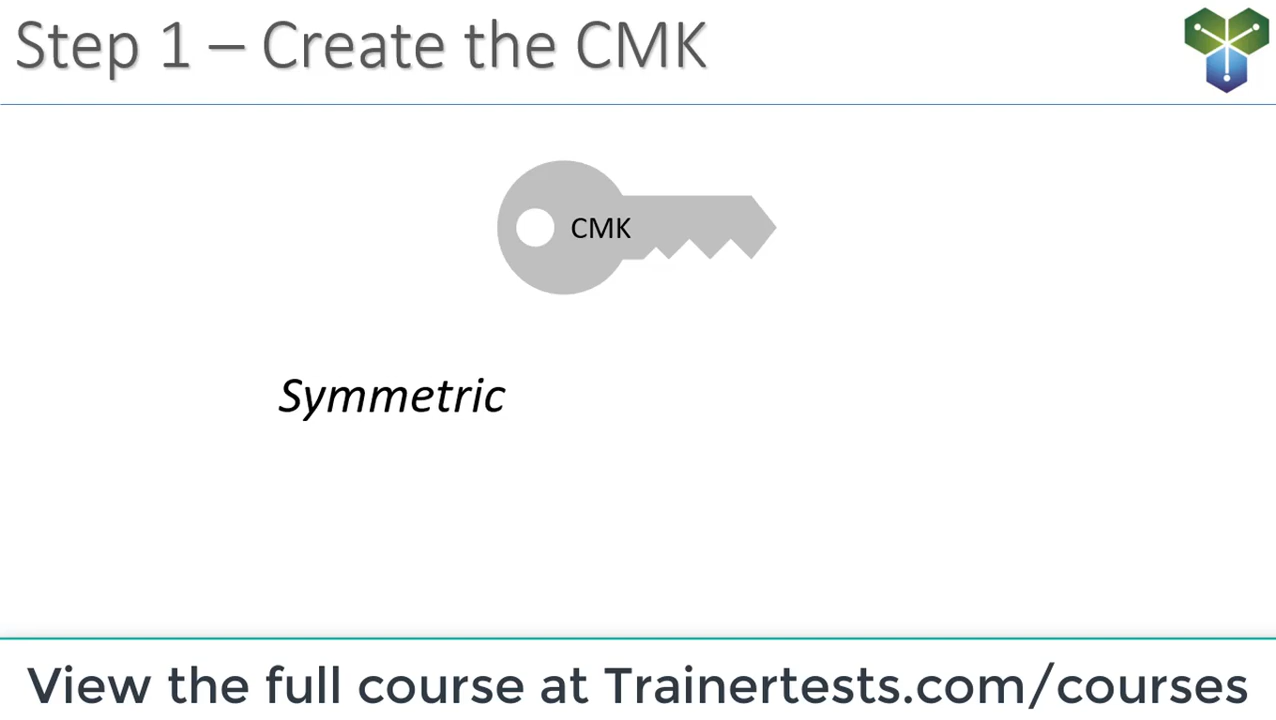 Step 1 – Create the CMK
CMK
Symmetric
View the full course at Trainertests.com/courses